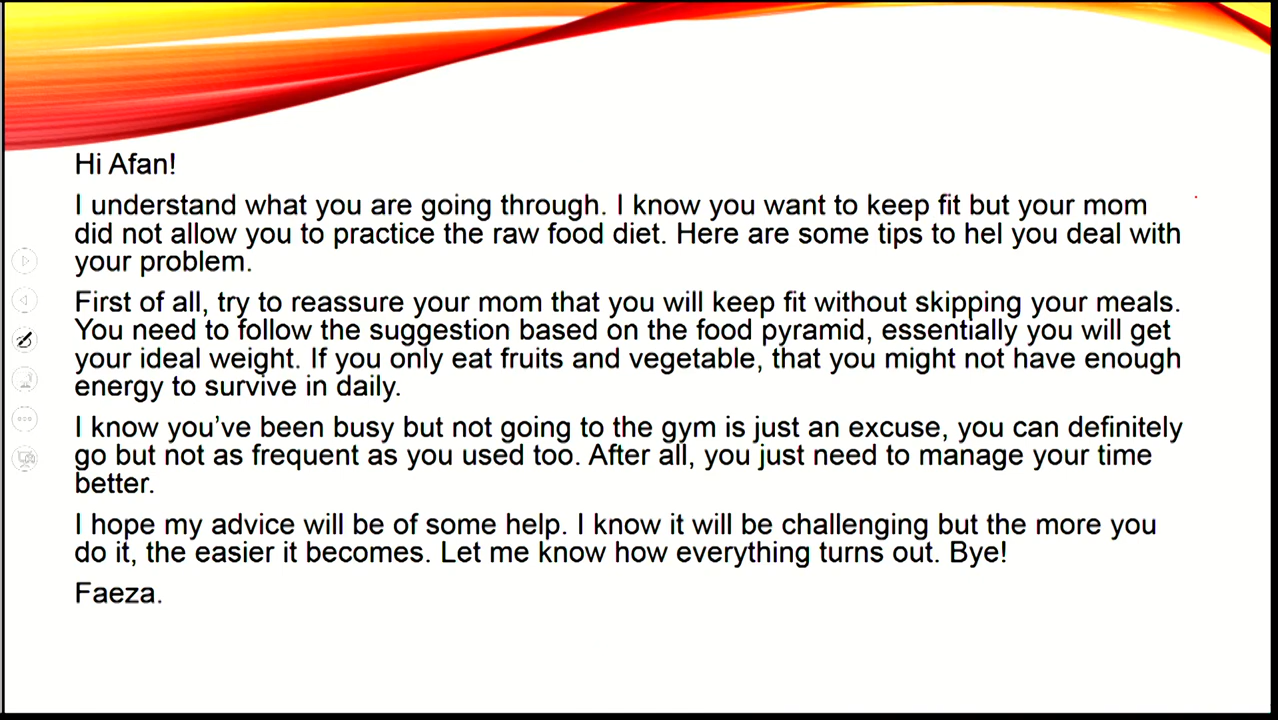 Hi Afan!
I understand what you are going through. I know you want to keep fit but your mom
did not allow you to practice the raw food diet. Here are some tips to hel you deal with
your problem.
First of all, try to reassure your mom that you will keep fit without skipping your meals.
You need to follow the suggestion based on the food pyramid, essentially you will get
your ideal weight. If you only eat fruits and vegetable, that you might not have enough
energy to survive in daily.
I know you’ve been busy but not going to the gym is just an excuse, you can definitely
go but not as frequent as you used too. After all, you just need to manage your time
better.
I hope my advice will be of some help. I know it will be challenging but the more you
do it, the easier it becomes. Let me know how everything turns out. Bye!
Faeza.